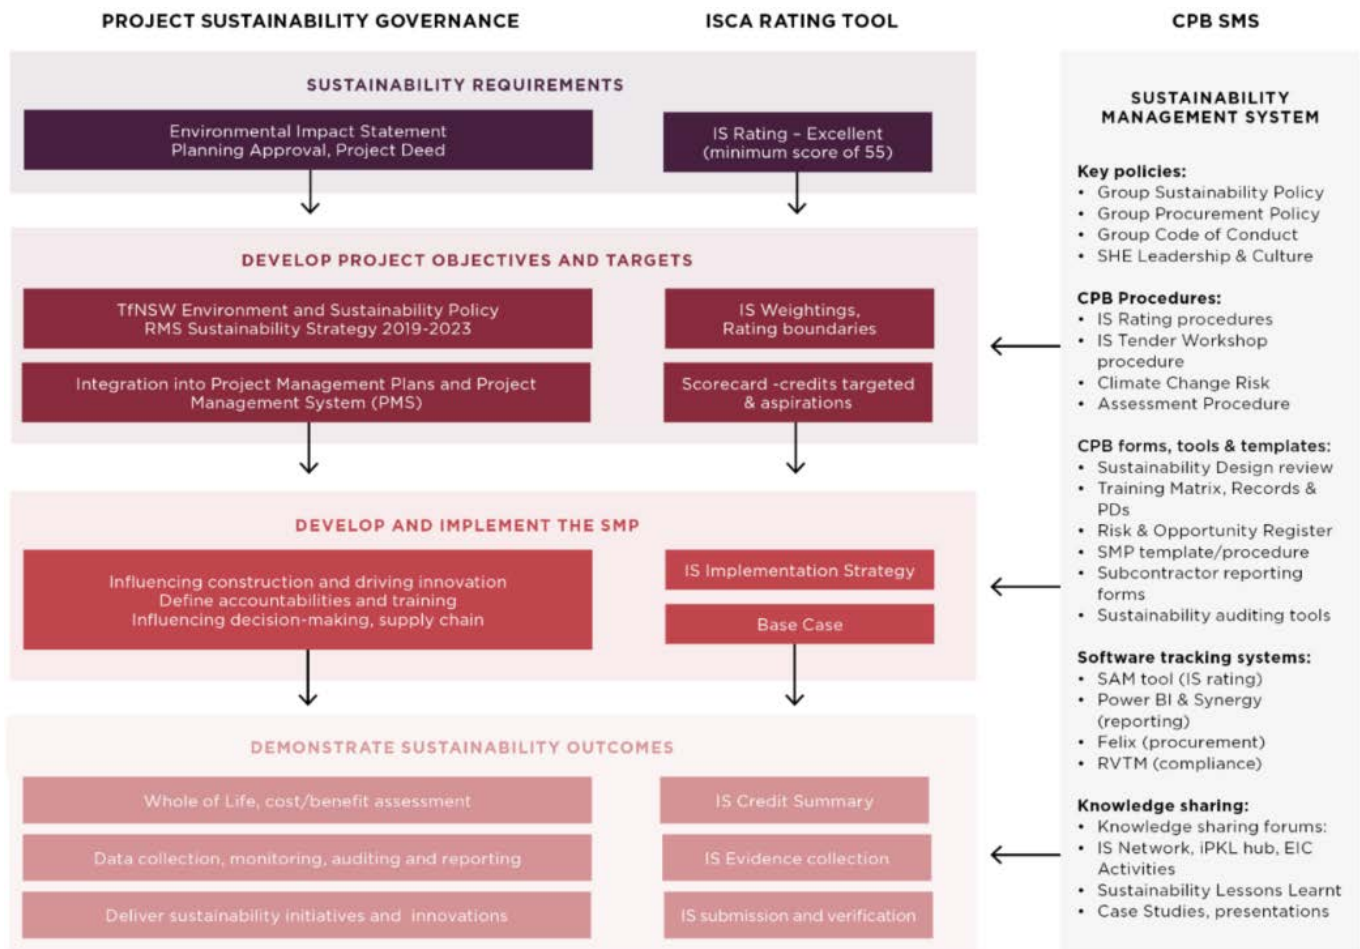 PROJECT SUSTAINABILITY GOVERNANCE
ISCA RATING TOOL
CPB SMS
SUSTAINABILITY REQUIREMENTS
Environmental Impact Statement
Planning Approval, Project Deed
IS Rating – Excellent
(minimum score of 55)
DEVELOP PROJECT OBJECTIVES AND TARGETS
TfNSW Environment and Sustainability Policy
RMS Sustainability Strategy 2019-2023
IS Weightings,
Rating boundaries
Integration into Project Management Plans and Project
Management System (PMS)
Scorecard -credits targeted
& aspirations
DEVELOP AND IMPLEMENT THE SMP
Influencing construction and driving innovation
Define accountabilities and training
Influencing decision-making, supply chain
IS Implementation Strategy
Base Case
DEMONSTRATE SUSTAINABILITY OUTCOMES
Whole of Life, cost/benefit assessment
IS Credit Summary
Data collection, monitoring, auditing and reporting
IS Evidence collection
Deliver sustainability initiatives and innovations
IS submission and verification
SUSTAINABILITY
MANAGEMENT SYSTEM
Key policies:
• Group Sustainability Policy
• Group Procurement Policy
• Group Code of Conduct
• SHE Leadership & Culture
CPB Procedures:
• IS Rating procedures
• IS Tender Workshop
procedure
• Climate Change Risk
• Assessment Procedure
CPB forms, tools & templates:
• Sustainability Design review
• Training Matrix, Records &
PDs
• Risk & Opportunity Register
• SMP template/procedure
• Subcontractor reporting
forms
• Sustainability auditing tools
Software tracking systems:
• SAM tool (IS rating)
• Power BI & Synergy
(reporting)
• Felix (procurement)
• RVTM (compliance)
Knowledge sharing:
• Knowledge sharing forums:
• IS Network, iPKL hub, EIC
Activities
• Sustainability Lessons Learnt
• Case Studies, presentations